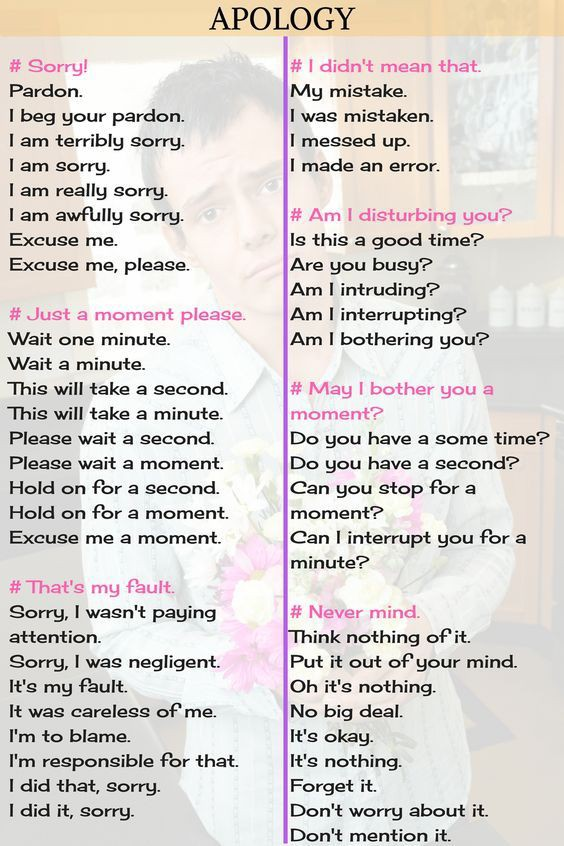 APOLOGY
# Sorry!
Pardon.
I beg your pardon.
I am terribly sorry.
I am sorry.
I am really sorry.
I am awfully sorry.
Excuse me.
Excuse me, please.
# Just a moment please.
Wait one minute.
Wait a minute.
This will take a second.
This will take a minute.
Please wait a second.
Please wait a moment.
Hold on for a second.
Hold on for a moment.
Excuse me a moment.
# That's my fault.
Sorry, I wasn't paying
attention.
Sorry, I was negligent.
It's my fault.
It was careless of me.
I'm to blame.
I'm responsible for that.
I did that, sorry.
I did it, sorry.
# I didn't mean that.
My mistake.
I was mistaken.
I messed up.
I made an error.
# Am I disturbing you?
Is this a good time?
Are you busy?
Am I intruding?
Am I interrupting?
Am I bothering you?
# May I bother you a
moment?
Do you have a some time?
Do you have a second?
Can you stop for a
moment?
Can I interrupt you for a
minute?
# Never mind.
Think nothing of it.
Put it out of your mind.
Oh it's nothing.
No big deal.
It's okay.
It's nothing.
Forget it.
Don't worry about it.
Don't mention it.